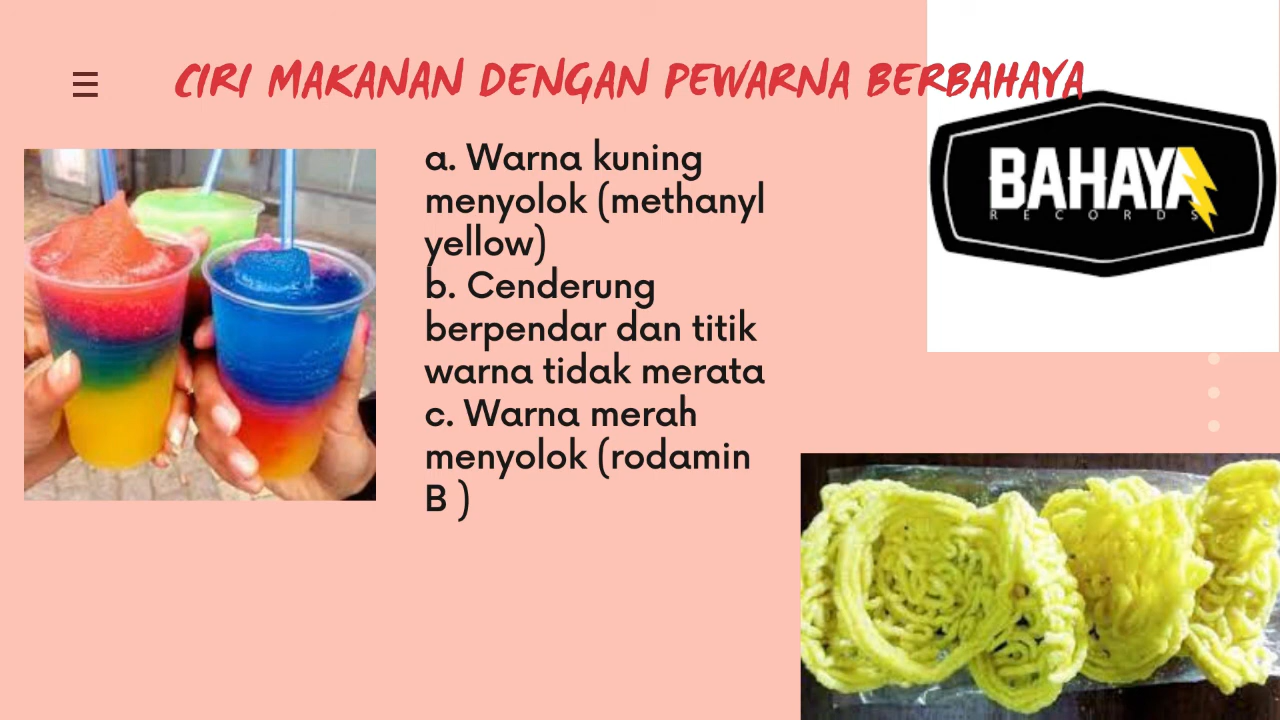 CIRI MAKANAN DENGAN PEWARNA BERBAHAYA
a. Warna kuning
menyolok (methanyl
yellow)
b. Cenderung
berpendar dan titik
warna tidak merata
c. Warna merah
menyolok (rodamin
B )
BAHAYA
RECORDS